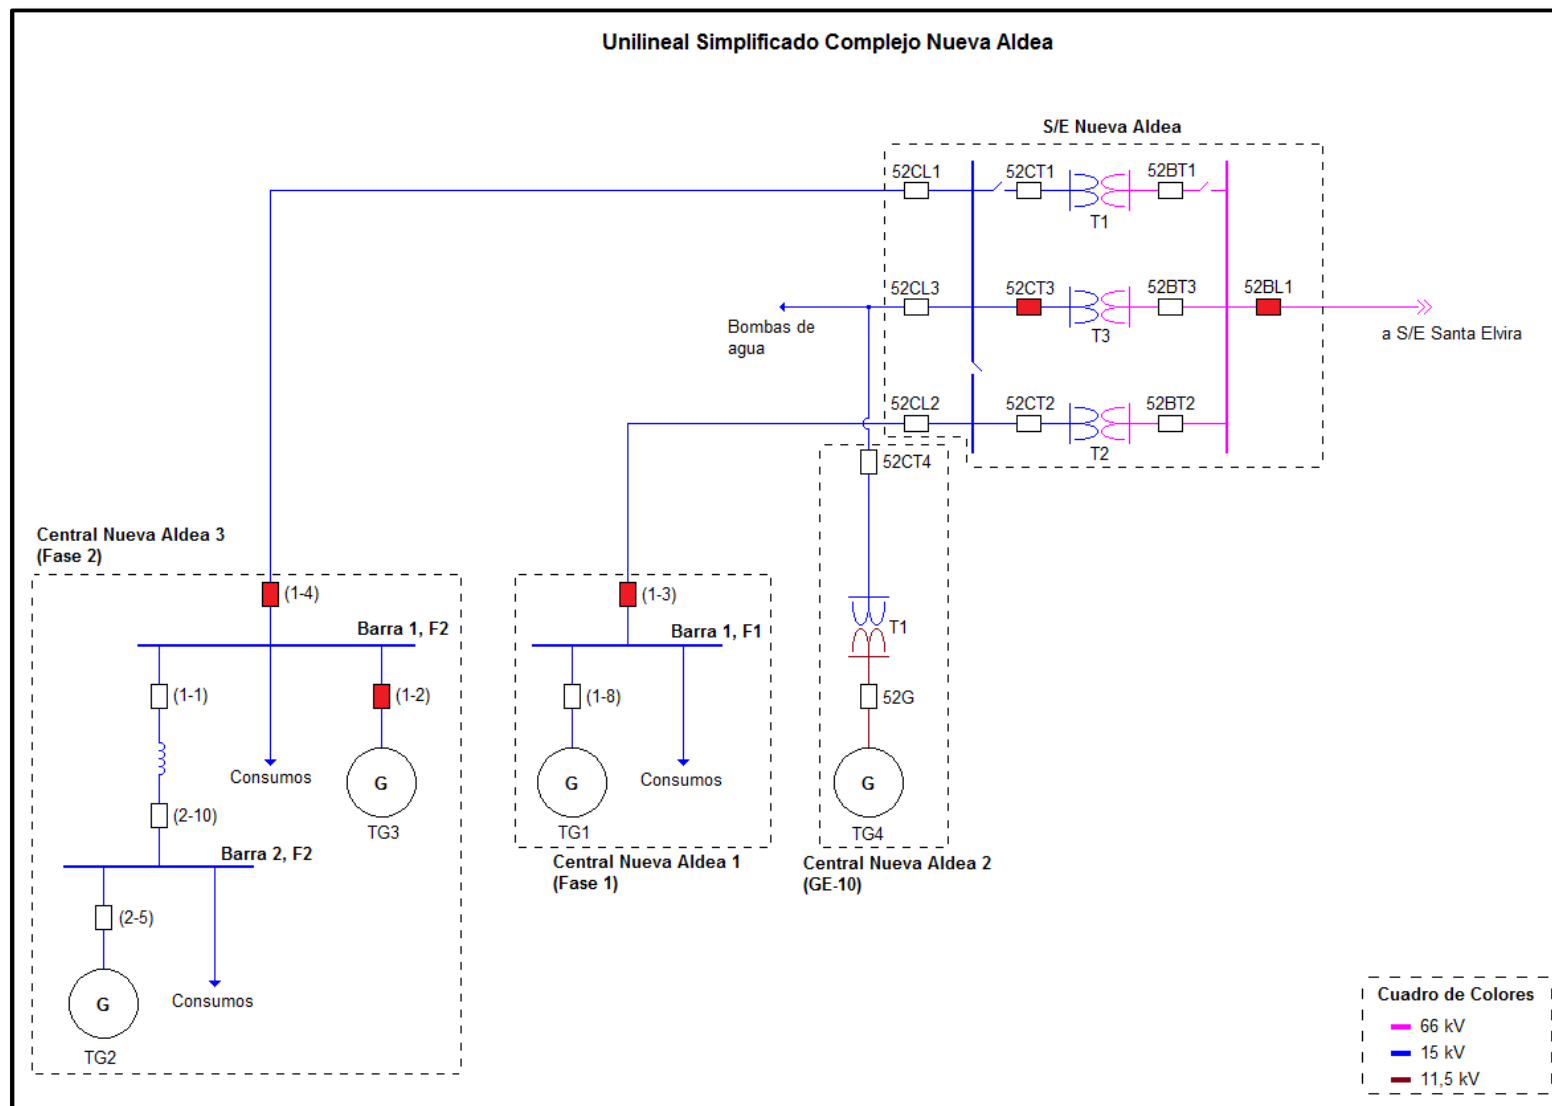 Unilineal Simplificado Complejo Nueva Aldea
S/E Nueva Aldea
52CL1
52CT1
52BT1
T1
52CL3
52CT3
52BT3
52BL1
Bombas de
agua
T3
a S/E Santa Elvira
52CL2
52CT2
52BT2
T2
52CT4
Central Nueva Aldea 3
(Fase 2)
(1-4)
(1-3)
Barra 1, F2
Barra 1, F1
T1
(1-1)
(1-2)
(1-8)
52G
Consumos
G
TG3
G
TG1
Consumos
G
TG4
(2-10)
Barra 2, F2
Central Nueva Aldea 1
(Fase 1)
Central Nueva Aldea 2
(GE-10)
(2-5)
G
TG2
Consumos
Cuadro de Colores
66 kV
15 kV
11,5 kV